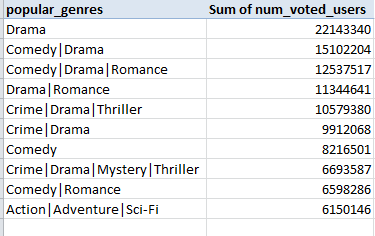 popular_genres Sum of num_voted_users
Drama 22143340
Comedy|Drama 15102204
Comedy|Drama|Romance 12537517
Drama|Romance 11344641
Crime|Drama|Thriller 10579380
Crime|Drama 9912068
Comedy 8216501
Crime|Drama|Mystery|Thriller 6693587
Comedy|Romance 6598286
Action|Adventure|Sci-Fi 6150146